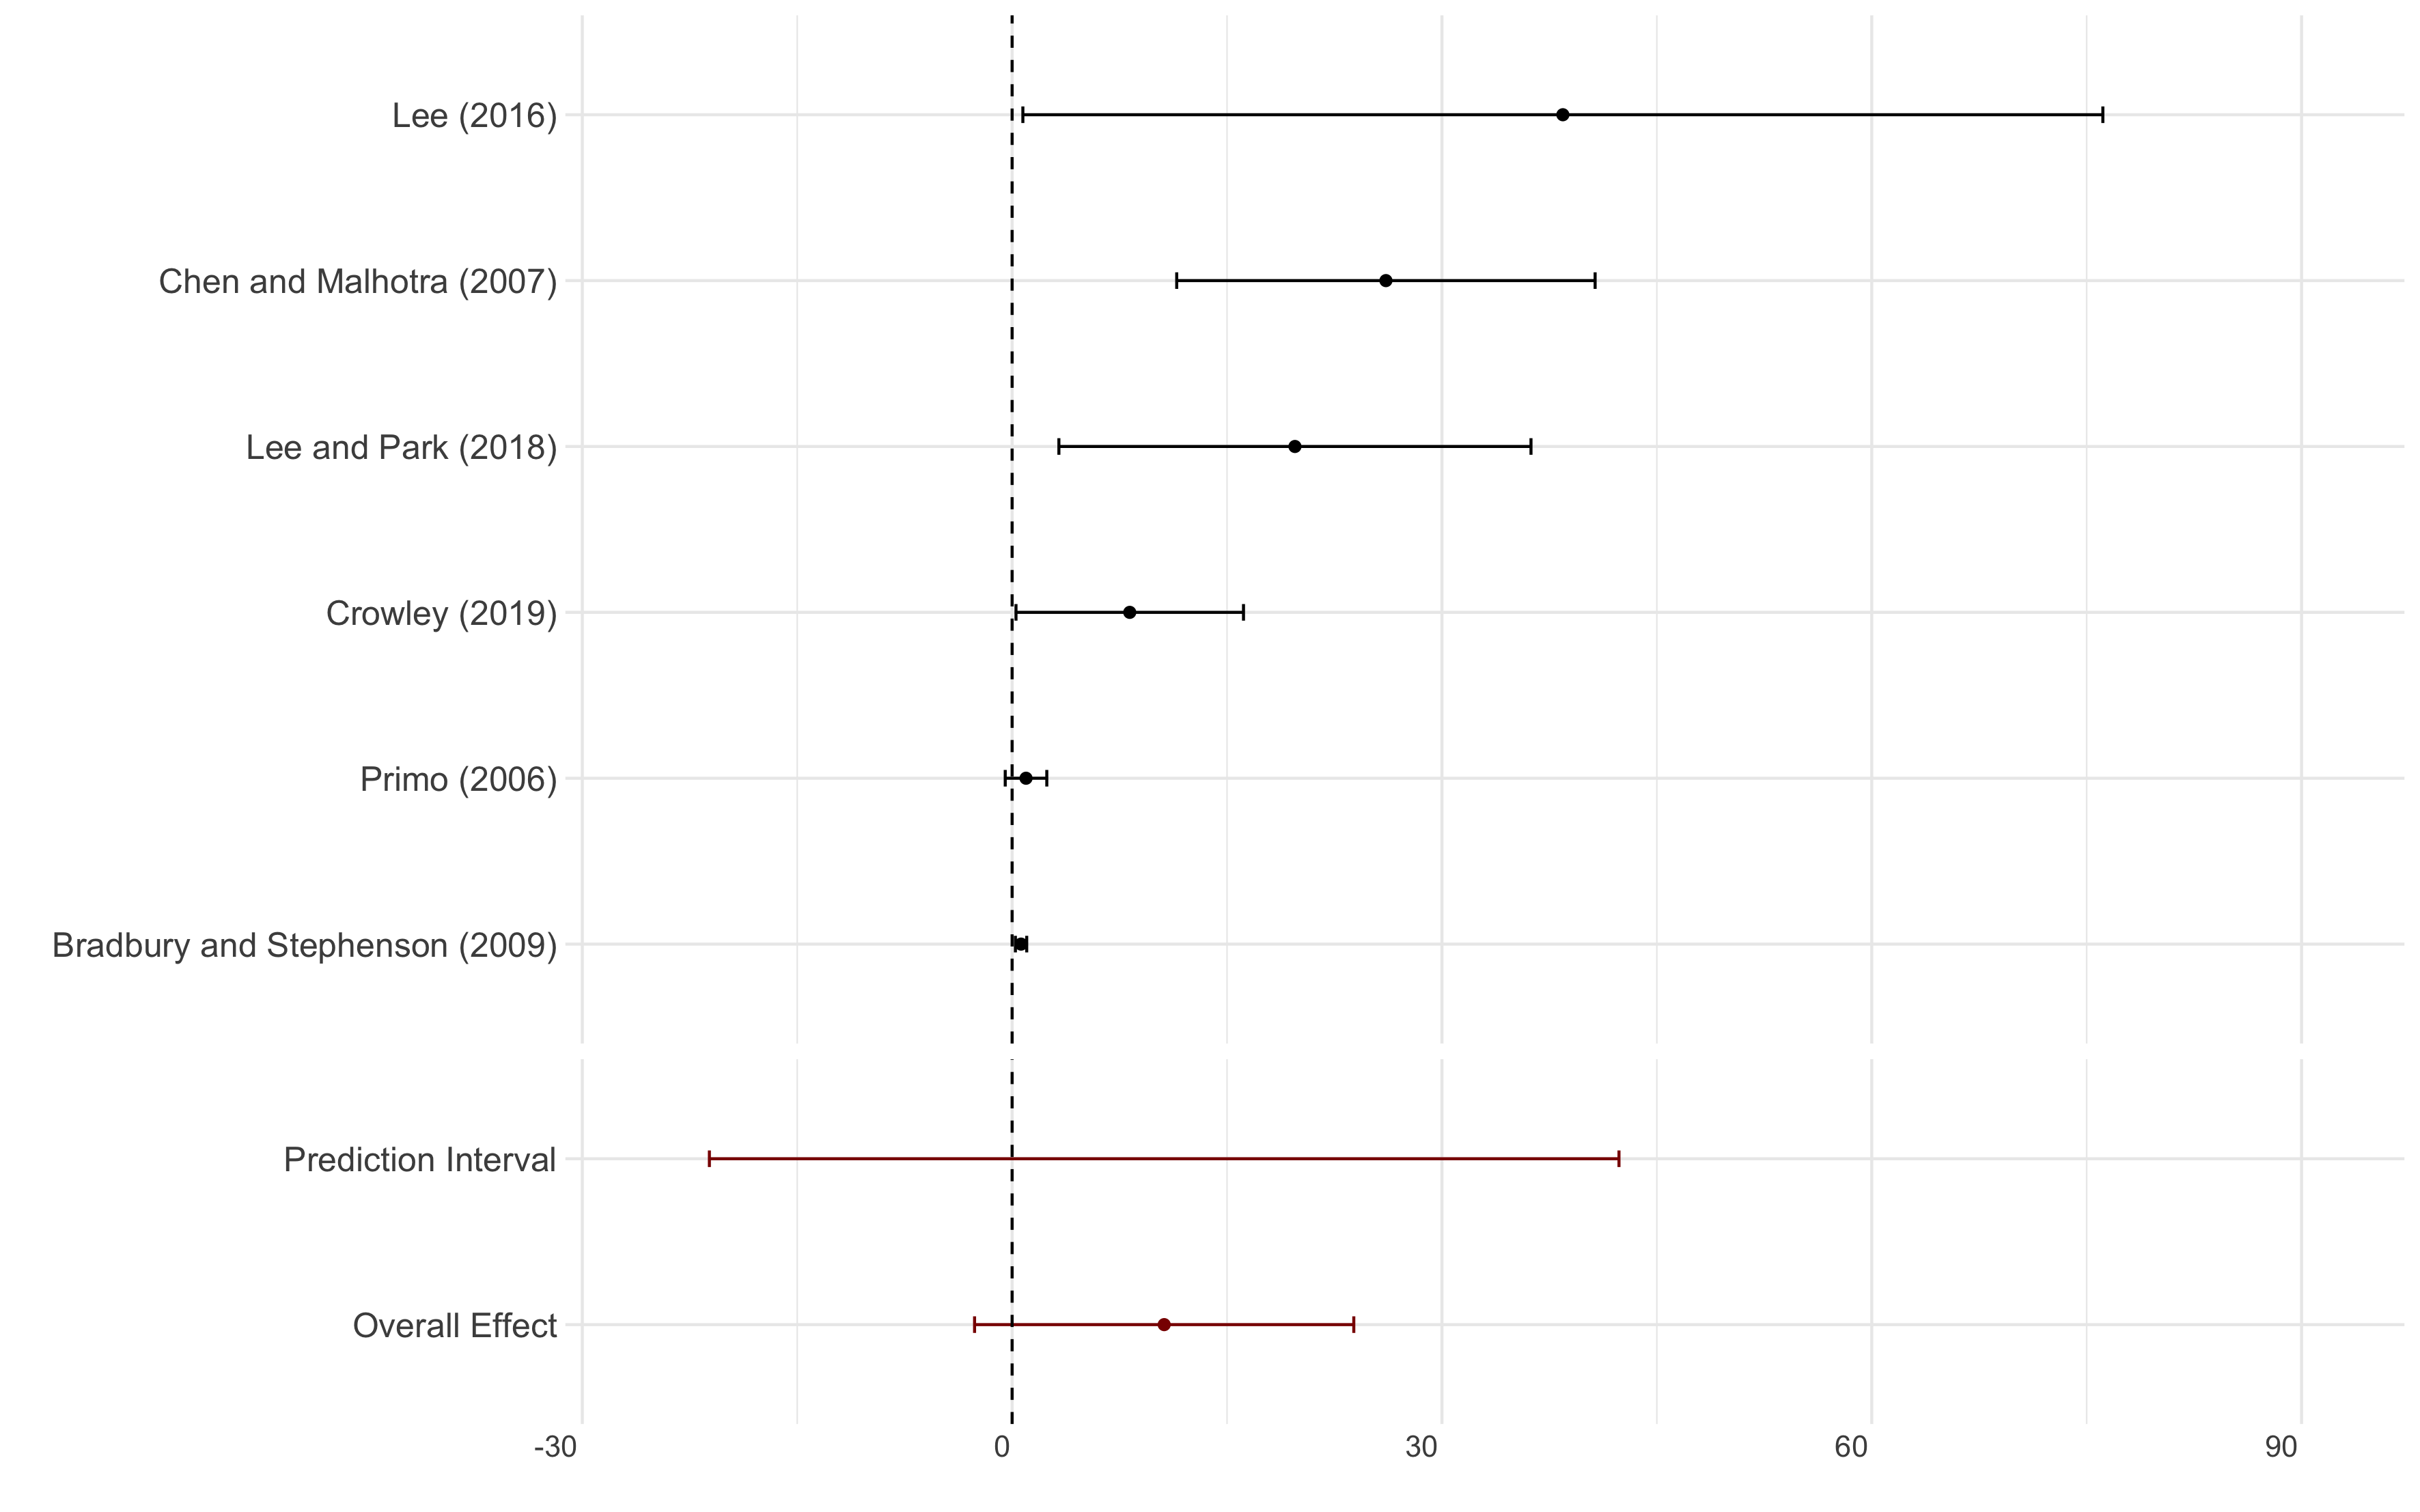 Lee (2016)
Chen and Malhotra (2007)
Lee and Park (2018)
Crowley (2019)
Primo (2006)
Bradbury and Stephenson (2009)
Prediction Interval
Overall Effect
-30 0 30 60 90